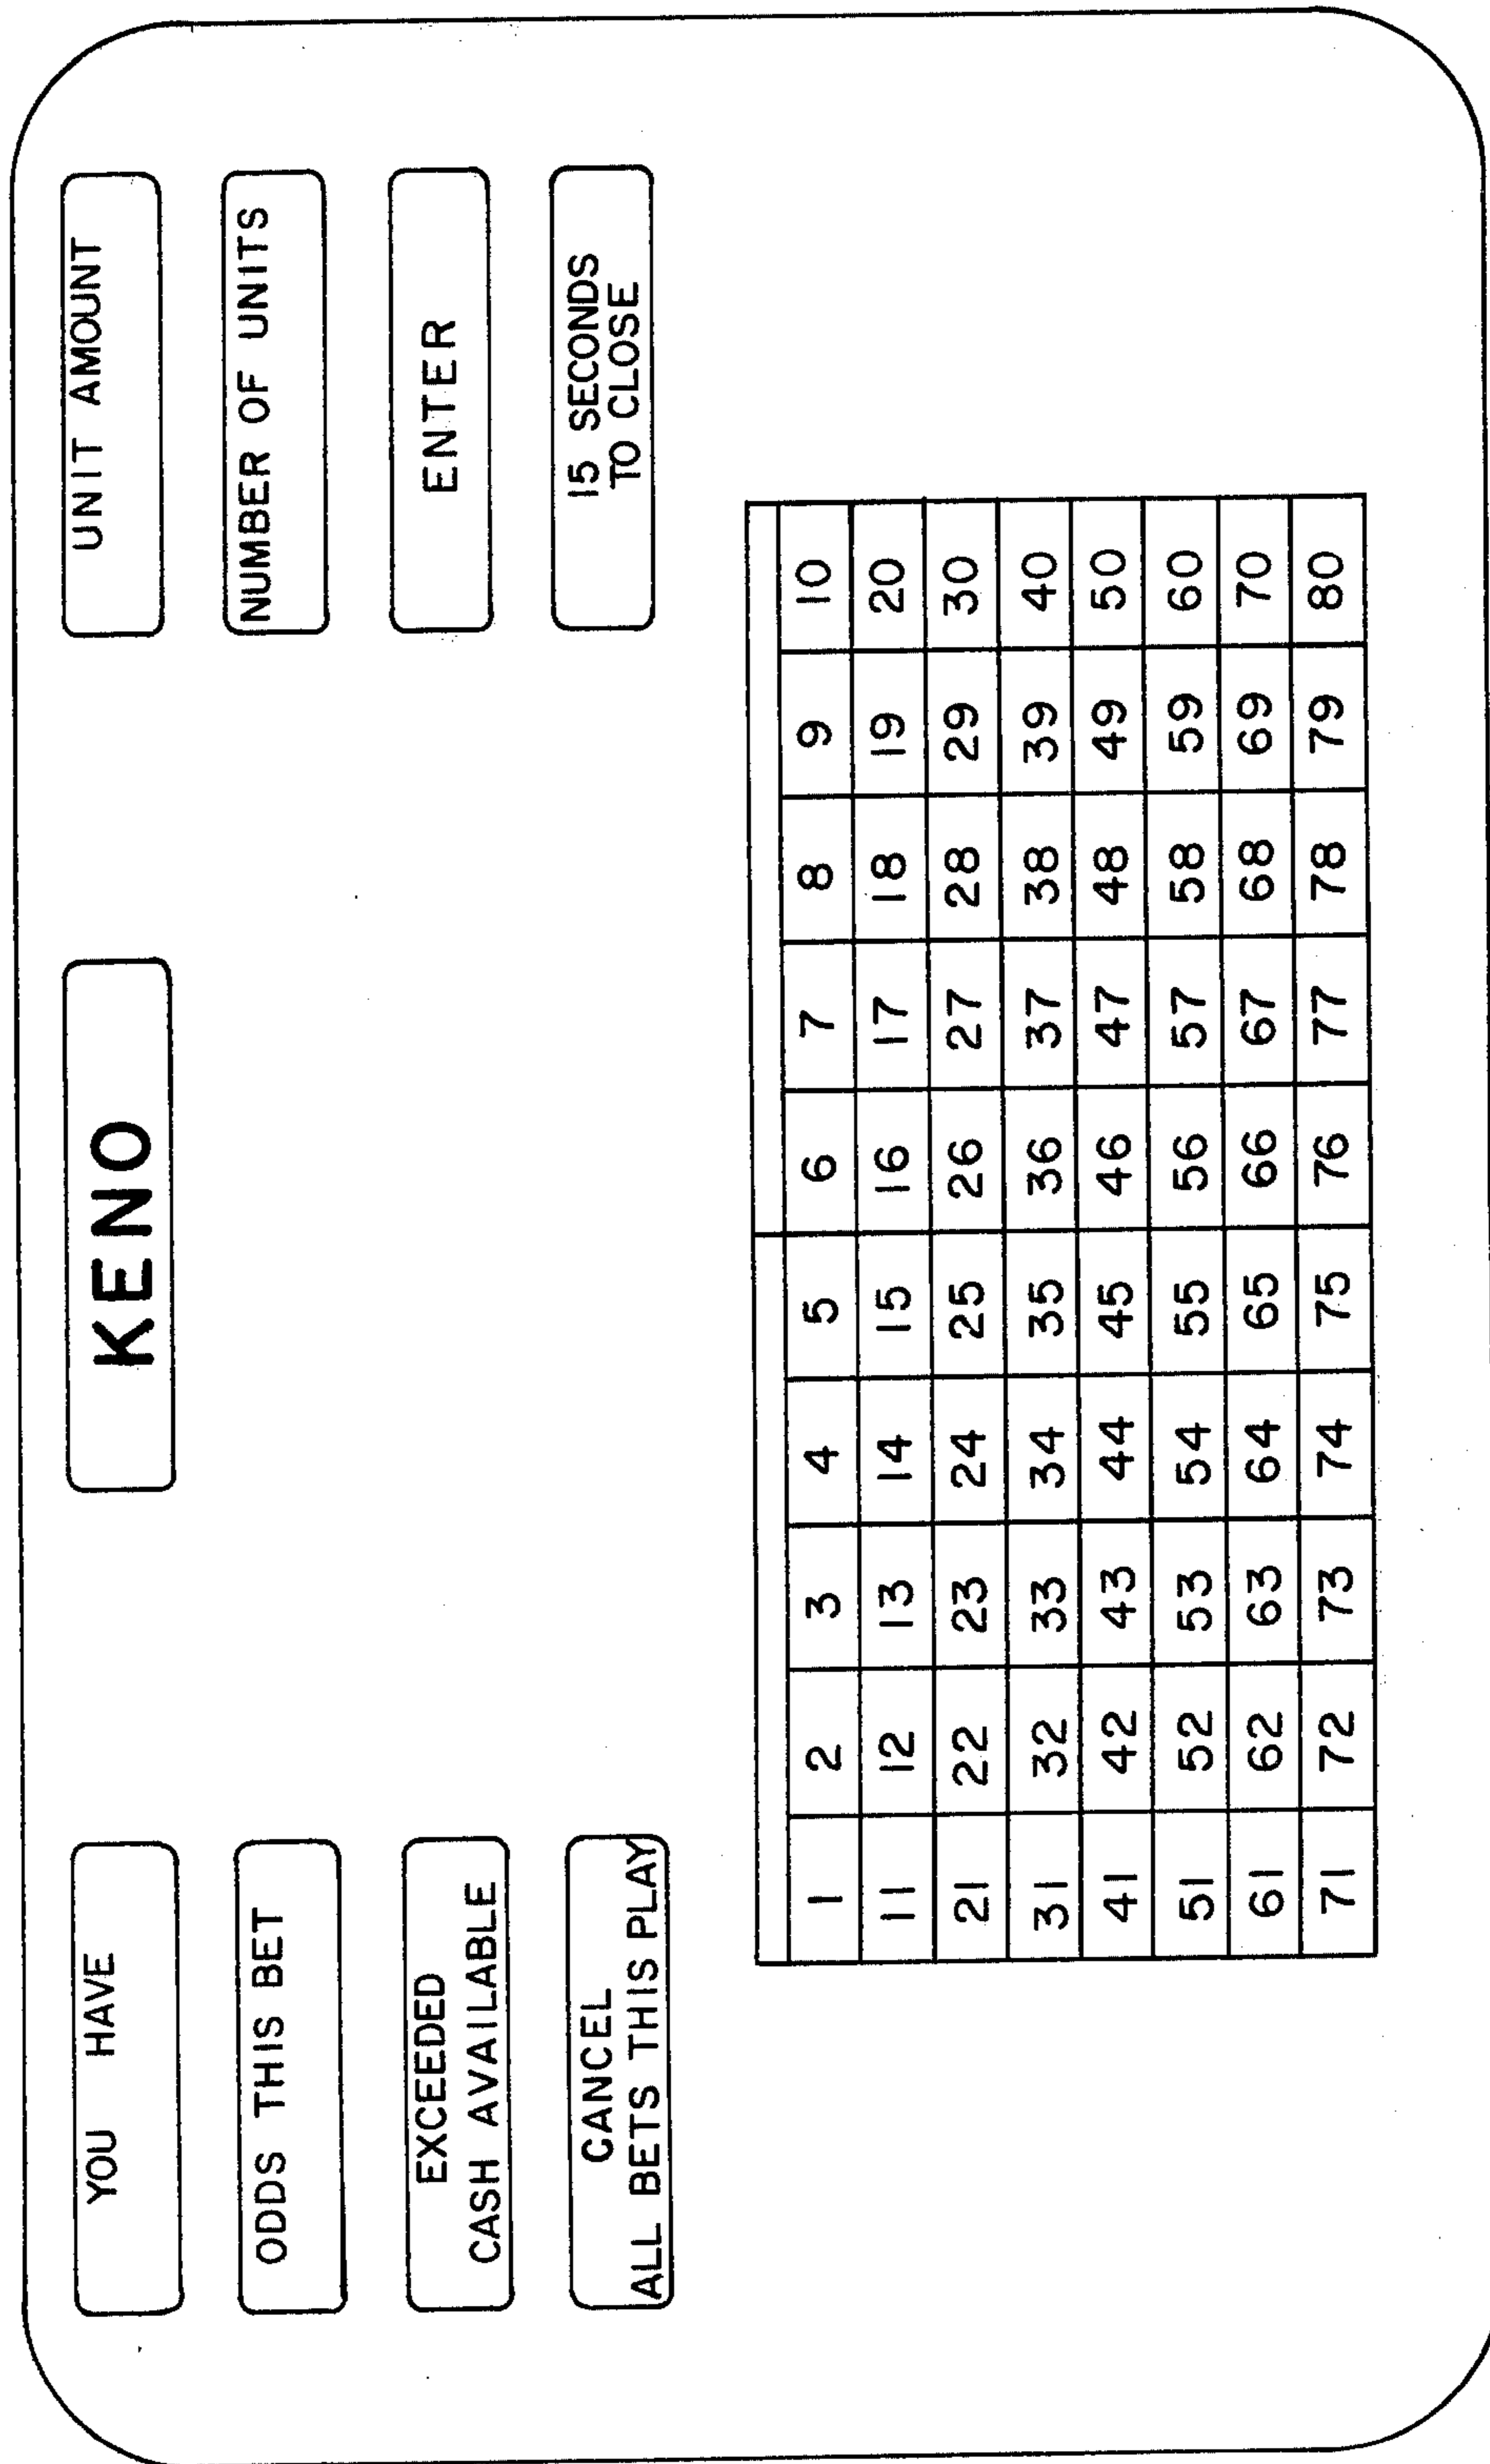 YOU HAVE
ODDS THIS BET
EXCEEDED
CASH AVAILABLE
CANCEL
ALL BETS THIS PLAY
KENO
UNIT AMOUNT
NUMBER OF UNITS
ENTER
15 SECONDS
TO CLOSE
1 2 3 4 5 6 7 8 9 10
11 12 13 14 15 16 17 18 19 20
21 22 23 24 25 26 27 28 29 30
31 32 33 34 35 36 37 38 39 40
41 42 43 44 45 46 47 48 49 50
51 52 53 54 55 56 57 58 59 60
61 62 63 64 65 66 67 68 69 70
71 72 73 74 75 76 77 78 79 80